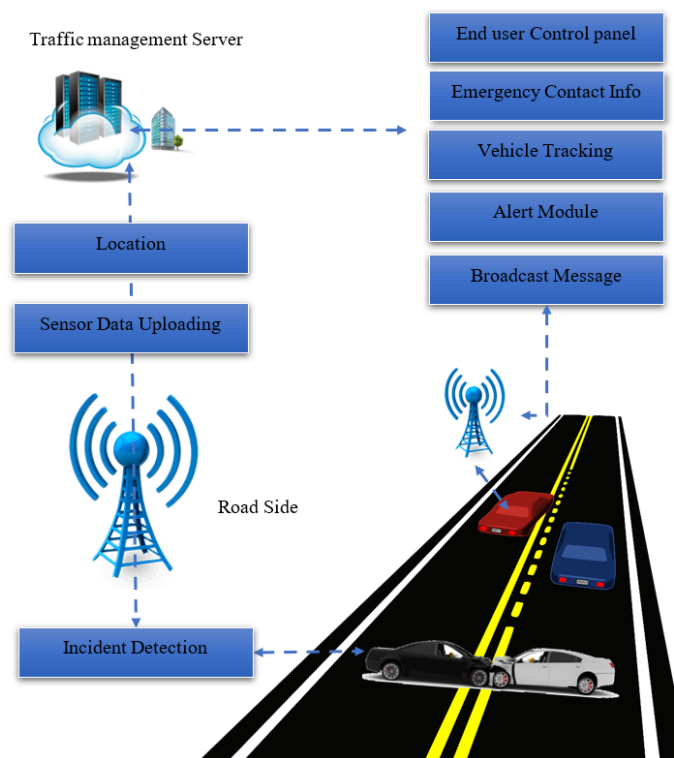 Traffic management Server
End user Control panel
Emergency Contact Info
Vehicle Tracking
Alert Module
Broadcast Message
Location
Sensor Data Uploading
Road Side
Incident Detection